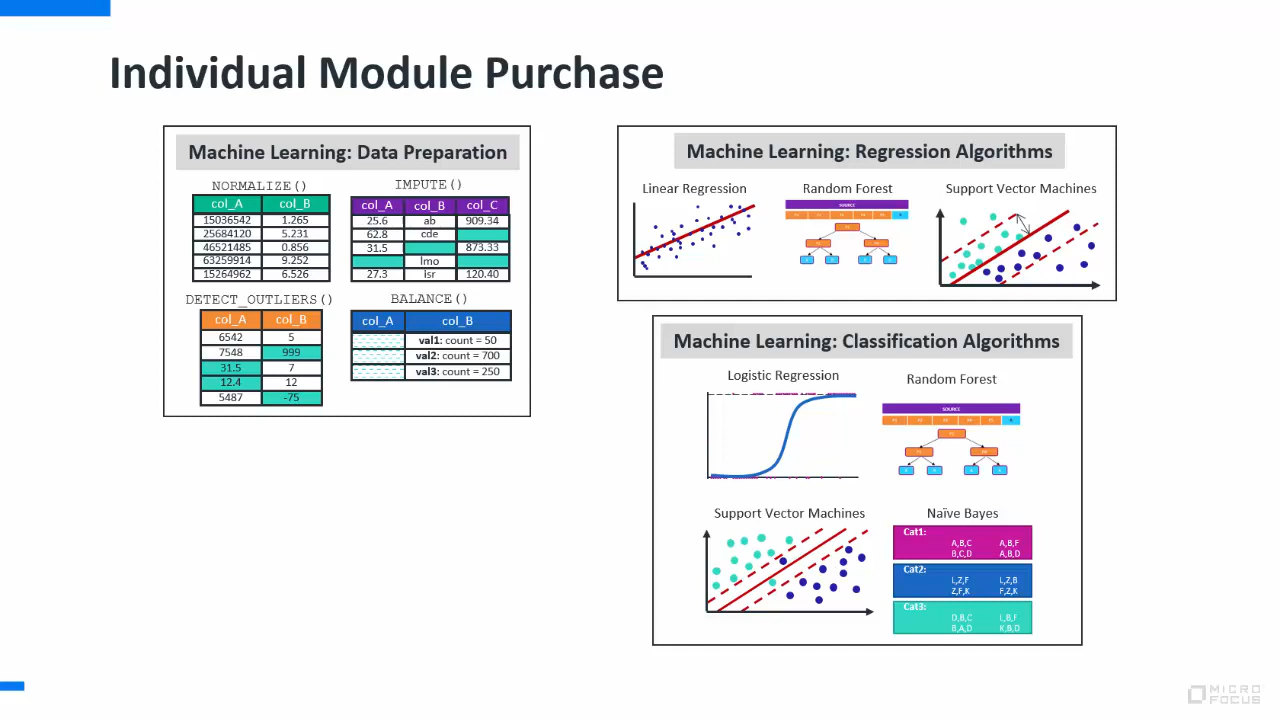 Individual Module Purchase
Machine Learning: Data Preparation
NORMALIZE()
col_A col_B
15036542 1.265
25684120 5.231
46521485 0.856
63259914 9.252
15264962 6.526
IMPUTE()
col_A col_B col_C
25.6 ab 909.34
62.8 cde
31.5 873.33
lmo
27.3 lsr 120.40
DETECT_OUTLIERS()
col_A col_B
6542 5
7548 999
31.5 7
12.4 12
5487 -75
BALANCE()
col_A col_B
val1: count = 50
val2: count = 700
val3: count = 250
Machine Learning: Regression Algorithms
Linear Regression
Random Forest
SOURCE
Support Vector Machines
Machine Learning: Classification Algorithms
Logistic Regression
Random Forest
SOURCE
Support Vector Machines
Naïve Bayes
Cat1:
A,B,C A,B,F
B,C,D A,B,D
Cat2:
L,Z,F L,Z,B
Z,F,K F,Z,K
Cat3:
D,B,C L,B,F
B,A,D K,B,D
MICRO
FOCUS